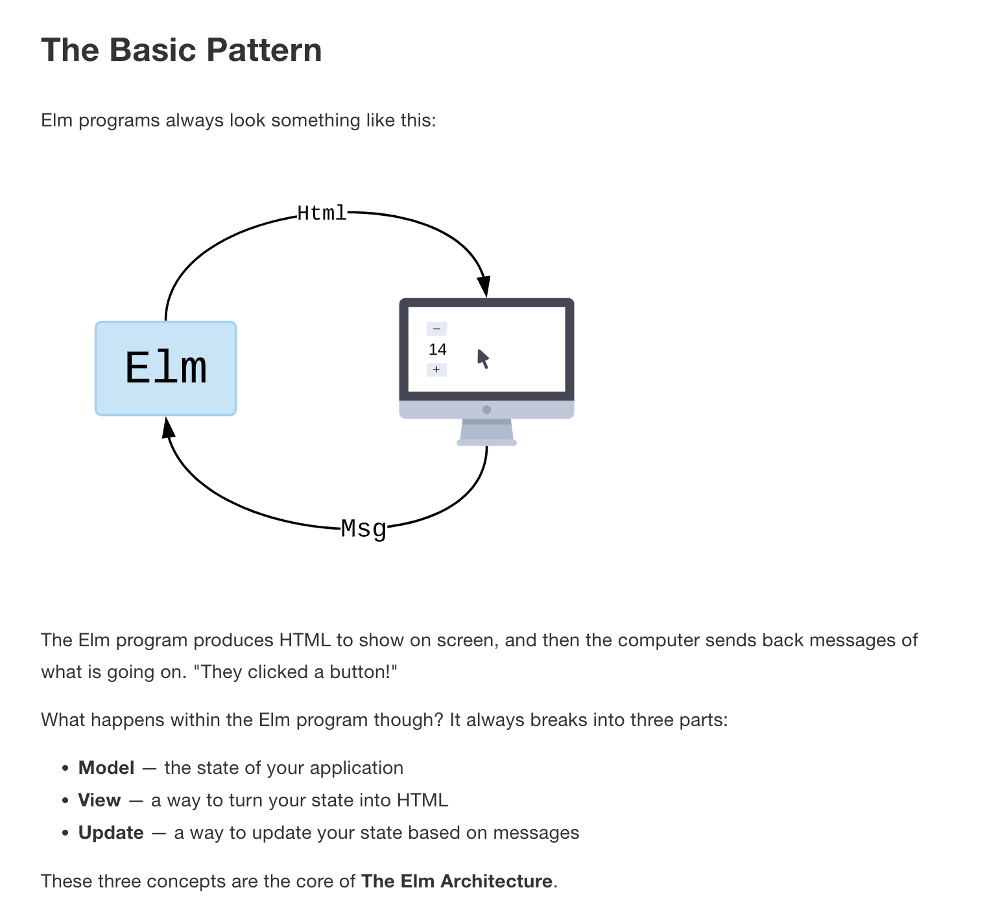 The Basic Pattern
Elm programs always look something like this:
Html
Elm
–
14
+
Msg
The Elm program produces HTML to show on screen, and then the computer sends back messages of
what is going on. "They clicked a button!"
What happens within the Elm program though? It always breaks into three parts:
• Model — the state of your application
• View — a way to turn your state into HTML
• Update — a way to update your state based on messages
These three concepts are the core of The Elm Architecture.